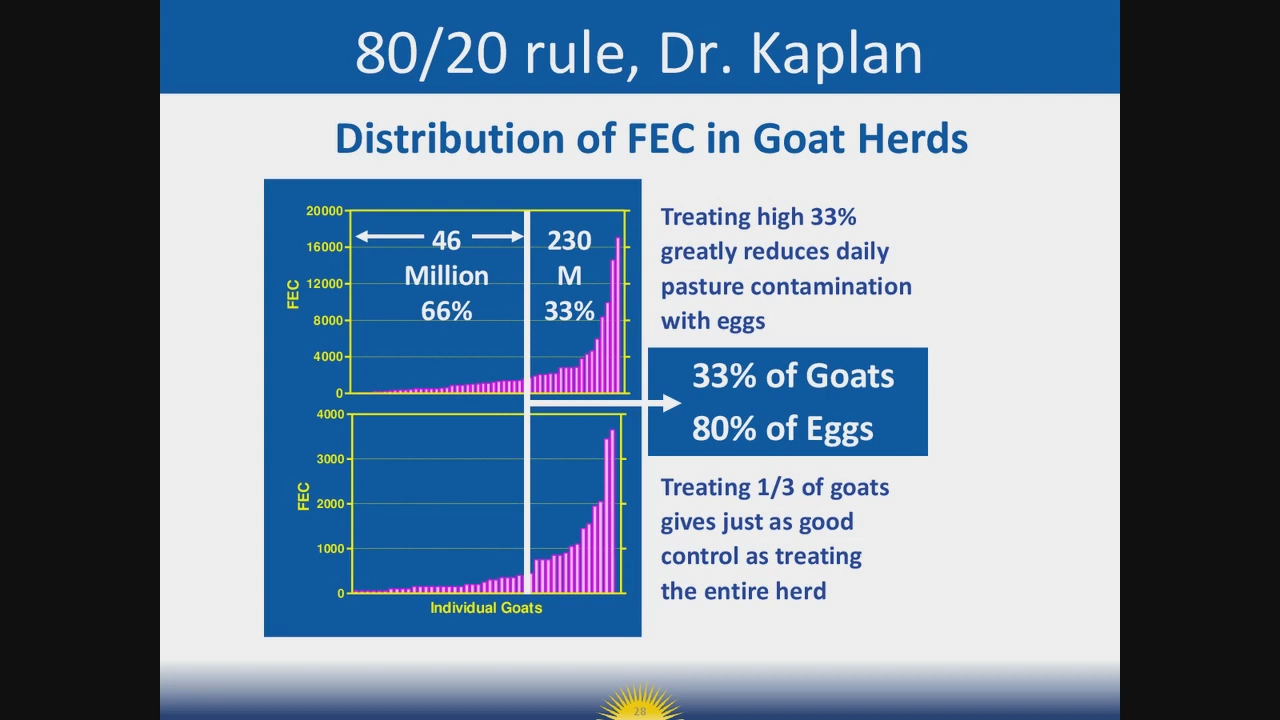 80/20 rule, Dr. Kaplan
Distribution of FEC in Goat Herds
20000
16000
12000
8000
4000
0
FEC
46
Million
66%
230
M
33%
4000
3000
2000
1000
0
FEC
Individual Goats
Treating high 33%
greatly reduces daily
pasture contamination
with eggs
33% of Goats
80% of Eggs
Treating 1/3 of goats
gives just as good
control as treating
the entire herd
28